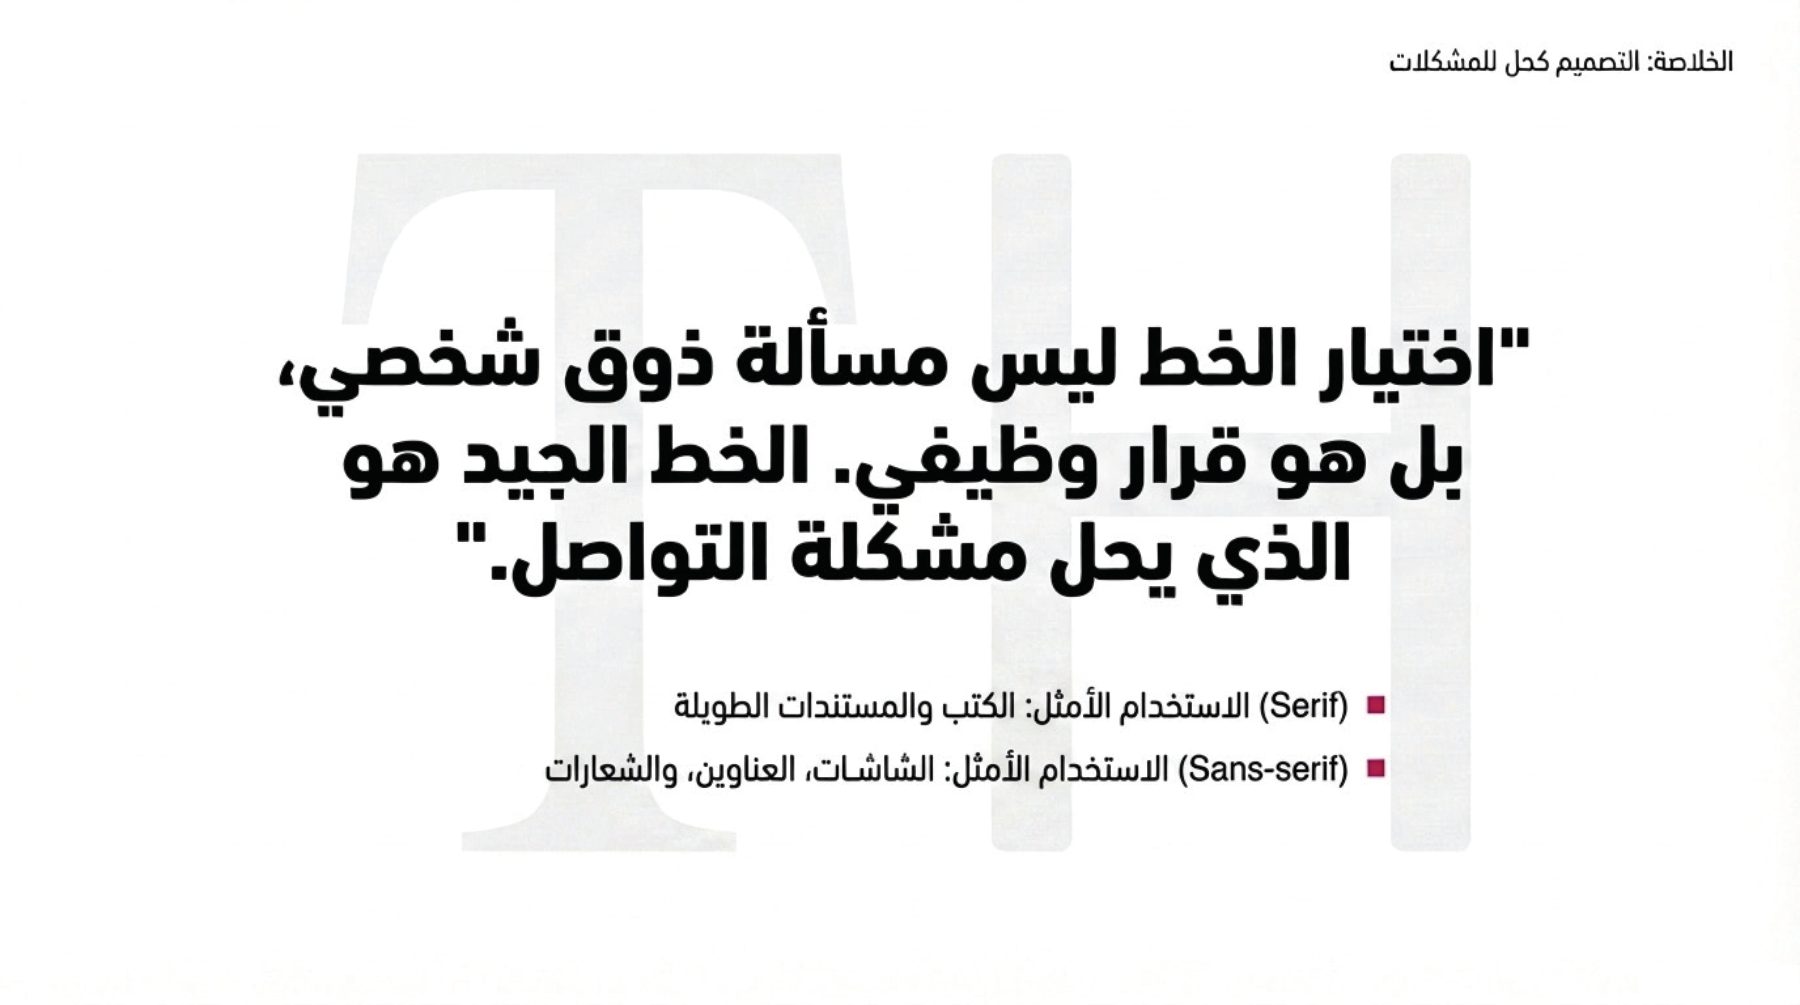 الخلاصة: التصميم كحل للمشكلات
TH
"اختيار الخط ليس مسألة ذوق شخصي،
بل هو قرار وظيفي. الخط الجيد هو
الذي يحل مشكلة التواصل."
(Serif) الاستخدام الأمثل: الكتب والمستندات الطويلة
(Sans-serif) الاستخدام الأمثل: الشاشات، العناوين، والشعارات